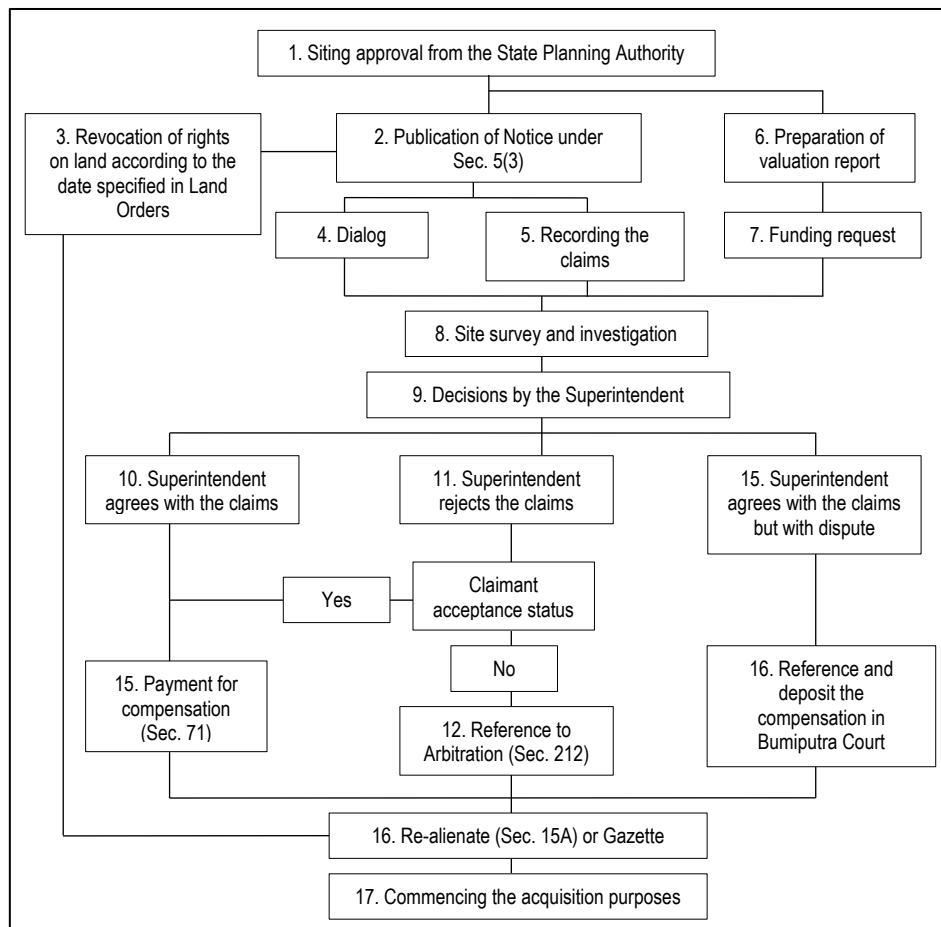 1. Siting approval from the State Planning Authority
3. Revocation of rights
on land according to the
date specified in Land
Orders
2. Publication of Notice under
Sec. 5(3)
6. Preparation of
valuation report
4. Dialog
5. Recording the
claims
7. Funding request
8. Site survey and investigation
9. Decisions by the Superintendent
10. Superintendent
agrees with the claims
11. Superintendent
rejects the claims
15. Superintendent
agrees with the claims
but with dispute
Yes
Claimant
acceptance status
No
15. Payment for
compensation
(Sec. 71)
12. Reference to
Arbitration (Sec. 212)
16. Reference and
deposit the
compensation in
Bumiputra Court
16. Re-alienate (Sec. 15A) or Gazette
17. Commencing the acquisition purposes